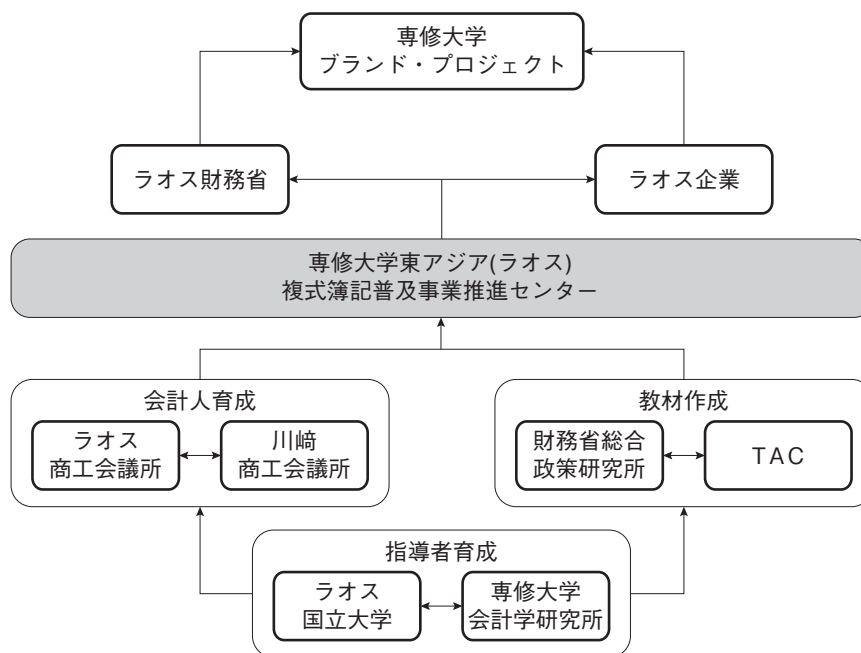 専修大学
ブランド・プロジェクト
ラオス財務省
ラオス企業
専修大学東アジア(ラオス)
複式簿記普及事業推進センター
会計人育成
ラオス
商工会議所
川﨑
商工会議所
教材作成
財務省総合
政策研究所
TAC
指導者育成
ラオス
国立大学
専修大学
会計学研究所